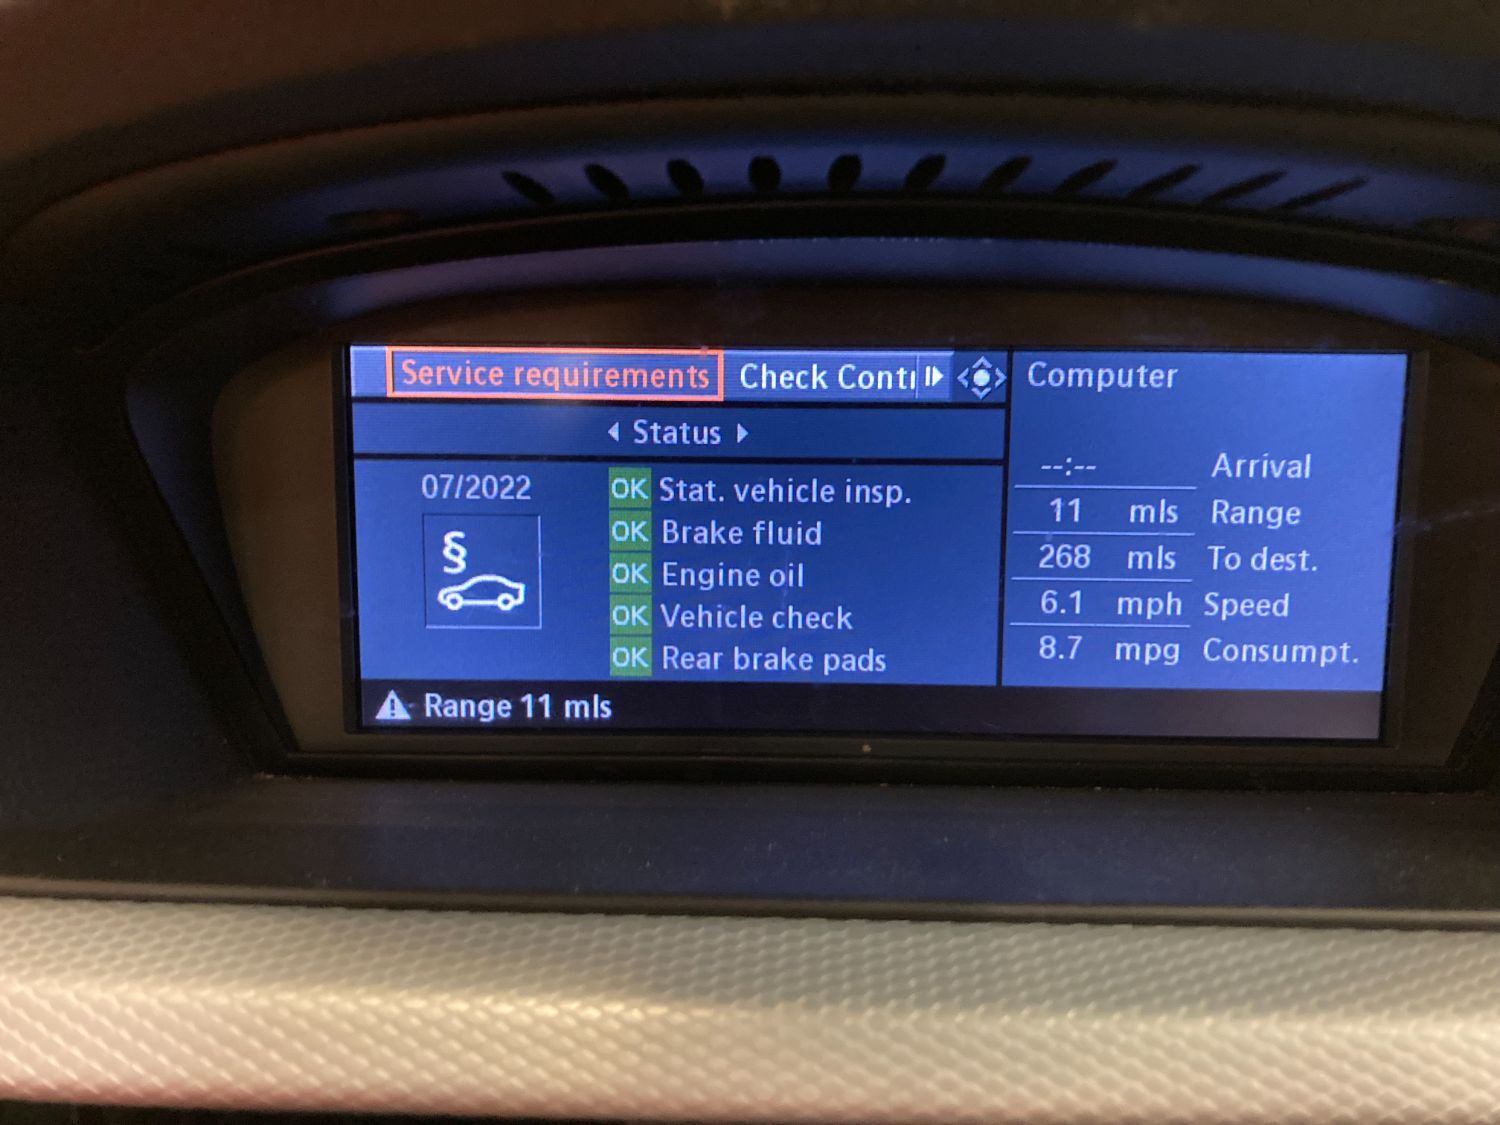 Service requirements Check Conti
Status
07/2022
§
OK Stat. vehicle insp.
OK Brake fluid
OK Engine oil
OK Vehicle check
OK Rear brake pads
Range 11 mls
Computer
--:-- Arrival
11 mls Range
268 mls To dest.
6.1 mph Speed
8.7 mpg Consumpt.